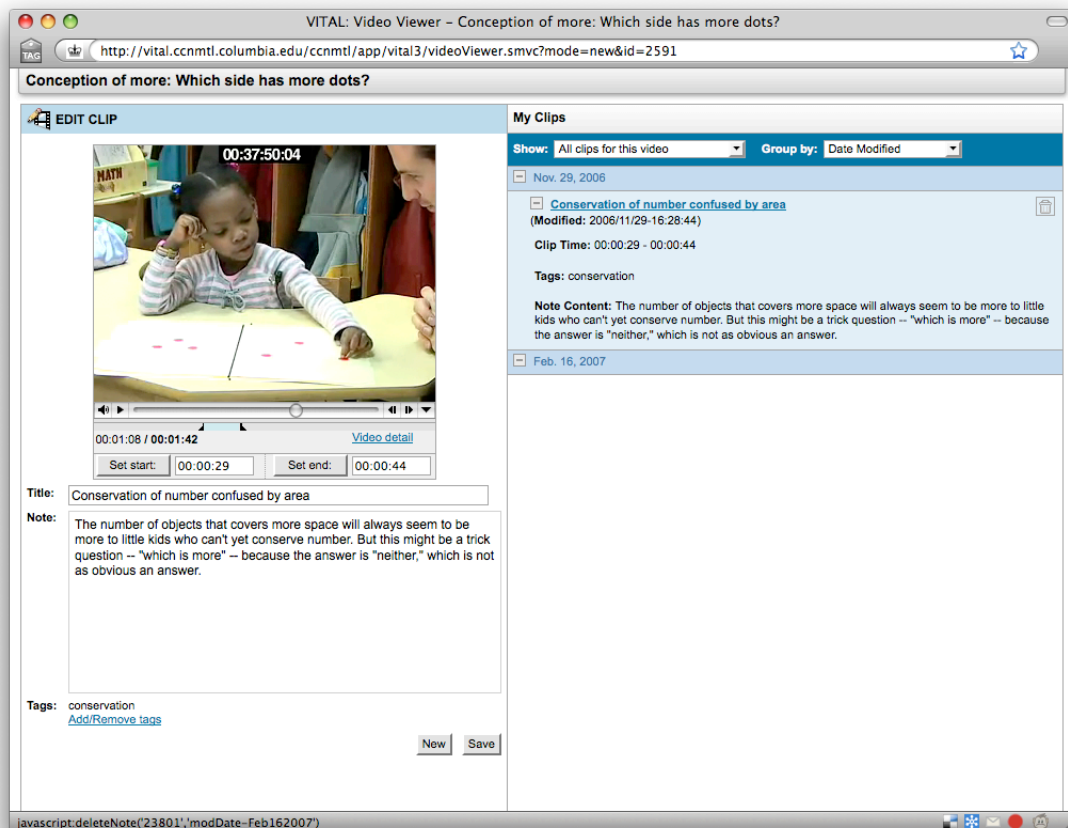 VITAL: Video Viewer – Conception of more: Which side has more dots?
TAG
http://vital.ccnmtl.columbia.edu/ccnmtl/app/vital3/videoViewer.smvc?mode=new&id=2591
Conception of more: Which side has more dots?
EDIT CLIP
00:37:50:04
MATH
00:01:08 / 00:01:42
Video detail
Set start:
00:00:29
Set end:
00:00:44
Title:
Conservation of number confused by area
Note:
The number of objects that covers more space will always seem to be
more to little kids who can't yet conserve number. But this might be a trick
question -- "which is more" -- because the answer is "neither," which is not
as obvious an answer.
Tags:
conservation
Add/Remove tags
New
Save
My Clips
Show:
All clips for this video
Group by:
Date Modified
Nov. 29, 2006
Conservation of number confused by area
(Modified: 2006/11/29-16:28:44)
Clip Time: 00:00:29 - 00:00:44
Tags: conservation
Note Content: The number of objects that covers more space will always seem to be more to little
kids who can't yet conserve number. But this might be a trick question -- "which is more" -- because
the answer is "neither," which is not as obvious an answer.
Feb. 16, 2007
javascript:deleteNote('23801','modDate-Feb162007')